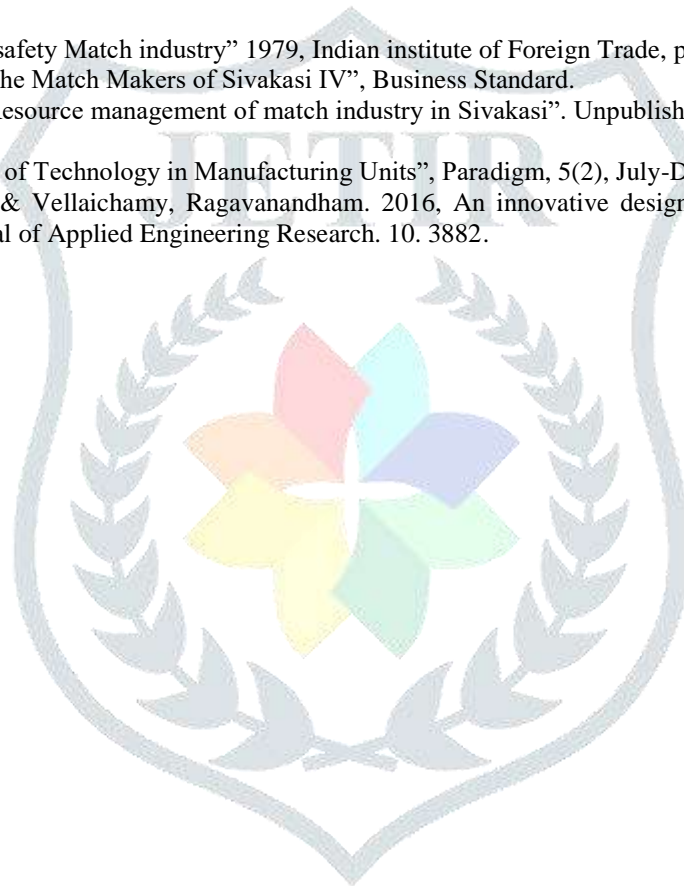 safety Match industry” 1979, Indian institute of Foreign Trade, p
he Match Makers of Sivakasi IV”, Business Standard.
esource management of match industry in Sivakasi”. Unpublish
of Technology in Manufacturing Units”, Paradigm, 5(2), July-D
& Vellaichamy, Ragavanandham. 2016, An innovative design
al of Applied Engineering Research. 10. 3882.
JETIR